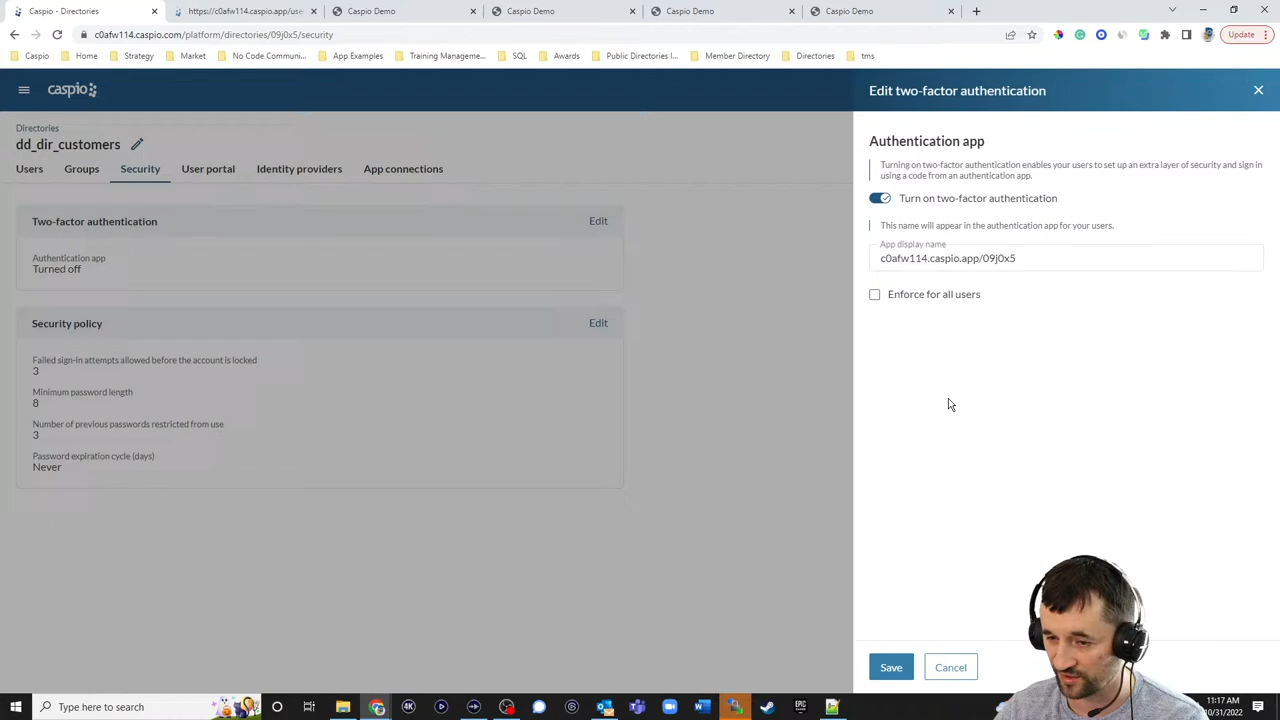 Caspio - Directories
https://c0afw114.caspio.app/use
Caspio Demo
Caspio Demo
Caspio Demo
Caspio Demo
c0afw114.caspio.app/platform/directories/09j0x5/security
Update
Caspio
Home
Strategy
Market
No Code Communi...
App Examples
Training Manageme...
SQL
Awards
Public Directories I...
Member Directory
Directories
tms
caspio
Edit two-factor authentication
Directories
dd_dir_customers
Users
Groups
Security
User portal
Identity providers
App connections
Two-factor authentication
Edit
Authentication app
Turned off
Security policy
Edit
Failed sign-in attempts allowed before the account is locked
3
Minimum password length
8
Number of previous passwords restricted from use
3
Password expiration cycle (days)
Never
Authentication app
Turning on two-factor authentication enables your users to set up an extra layer of security and sign in
using a code from an authentication app.
Turn on two-factor authentication
This name will appear in the authentication app for your users.
App display name
c0afw114.caspio.app/09j0x5
Enforce for all users
Save
Cancel
Type here to search
4K
EPIC
11:17 AM
10/31/2022